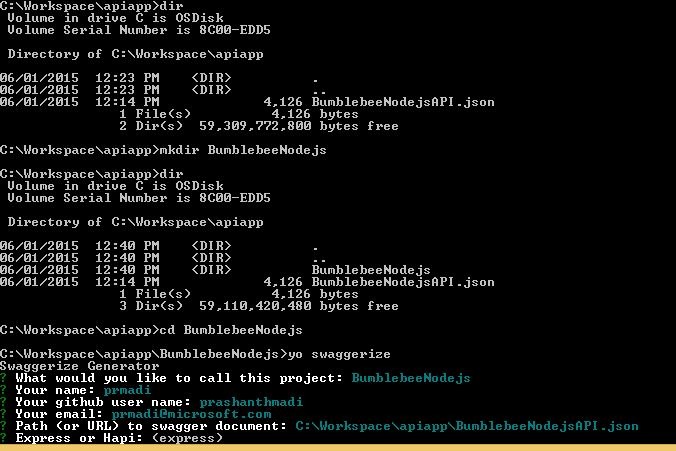 C:\Workspace\apiapp>dir
Volume in drive C is OSDisk
Volume Serial Number is 8C00-EDD5
Directory of C:\Workspace\apiapp
06/01/2015  12:23 PM    <DIR>          .
06/01/2015  12:23 PM    <DIR>          ..
06/01/2015  12:14 PM             4,126 BumblebeeNodejsAPI.json
1 File(s)          4,126 bytes
2 Dir(s)  59,309,772,800 bytes free
C:\Workspace\apiapp>mkdir BumblebeeNodejs
C:\Workspace\apiapp>dir
Volume in drive C is OSDisk
Volume Serial Number is 8C00-EDD5
Directory of C:\Workspace\apiapp
06/01/2015  12:40 PM    <DIR>          .
06/01/2015  12:40 PM    <DIR>          ..
06/01/2015  12:40 PM    <DIR>          BumblebeeNodejs
06/01/2015  12:14 PM             4,126 BumblebeeNodejsAPI.json
1 File(s)          4,126 bytes
3 Dir(s)  59,110,420,480 bytes free
C:\Workspace\apiapp>cd BumblebeeNodejs
C:\Workspace\apiapp\BumblebeeNodejs>yo swaggerize
Swaggerize Generator
? What would you like to call this project: BumblebeeNodejs
? Your name: prmadi
? Your github user name: prashanthmadi
? Your email: prmadi@microsoft.com
? Path (or URL) to swagger document: C:\Workspace\apiapp\BumblebeeNodejsAPI.json
? Express or Hapi: (express)